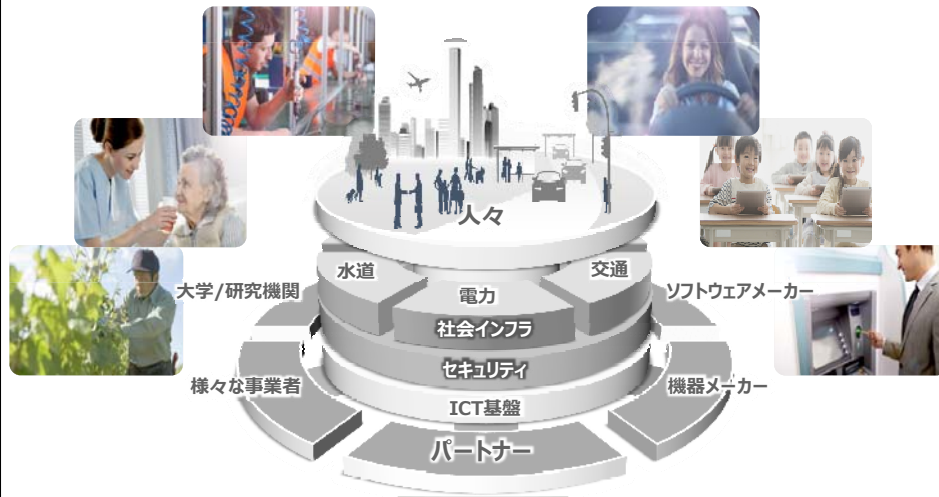 人々
水道
交通
大学/研究機関
電力
ソフトウェアメーカー
社会インフラ
セキュリティ
様々な事業者
機器メーカー
ICT基盤
パートナー